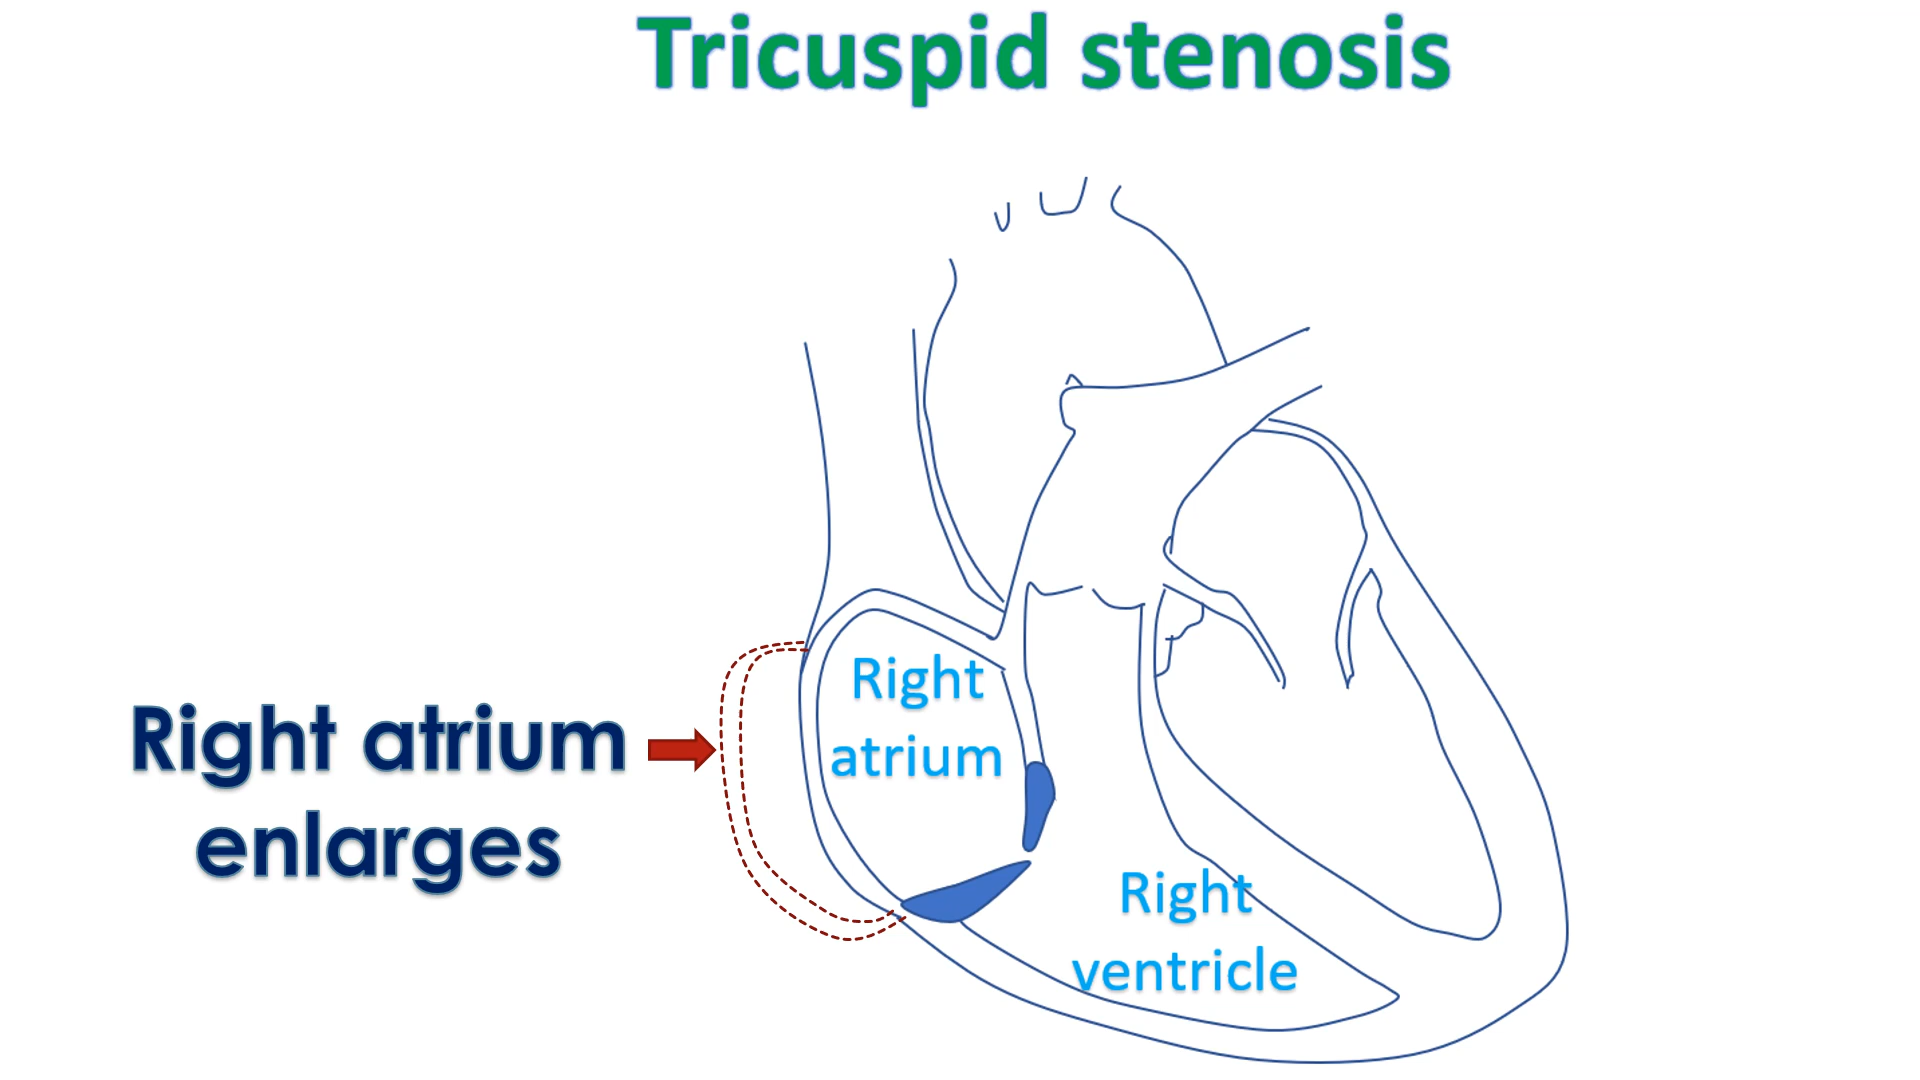 Tricuspid stenosis
Right
atrium
Right atrium
enlarges
Right
ventricle